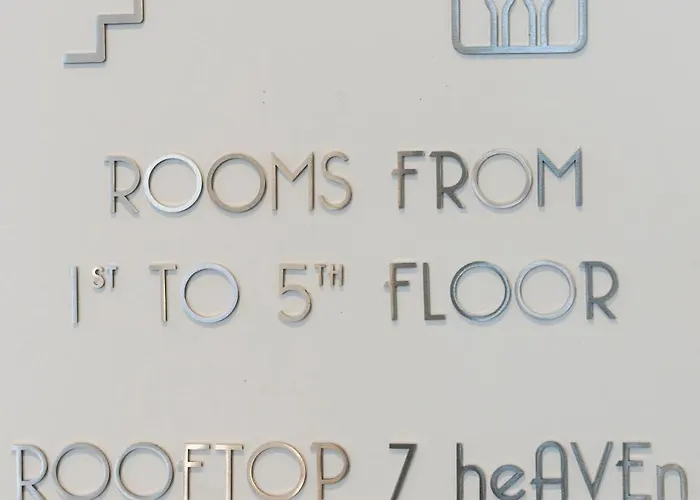 ROOMS FROM
1ST TO 5TH FLOOR
ROOFTOP 7 heAVEn